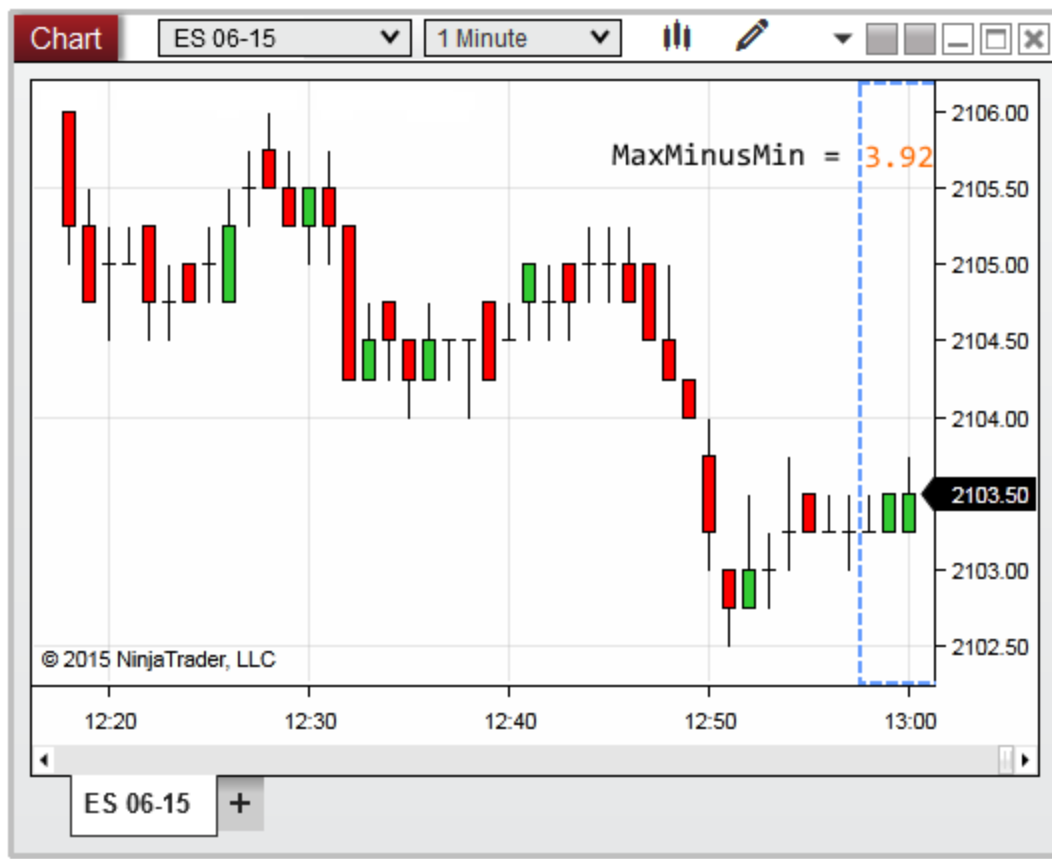 Chart ES 06-15 1 Minute
2106.00
MaxMinusMin = 3.92
2105.50
2105.00
2104.50
2104.00
2103.50
2103.00
2102.50
© 2015 NinjaTrader, LLC
12:20 12:30 12:40 12:50 13:00
ES 06-15 +